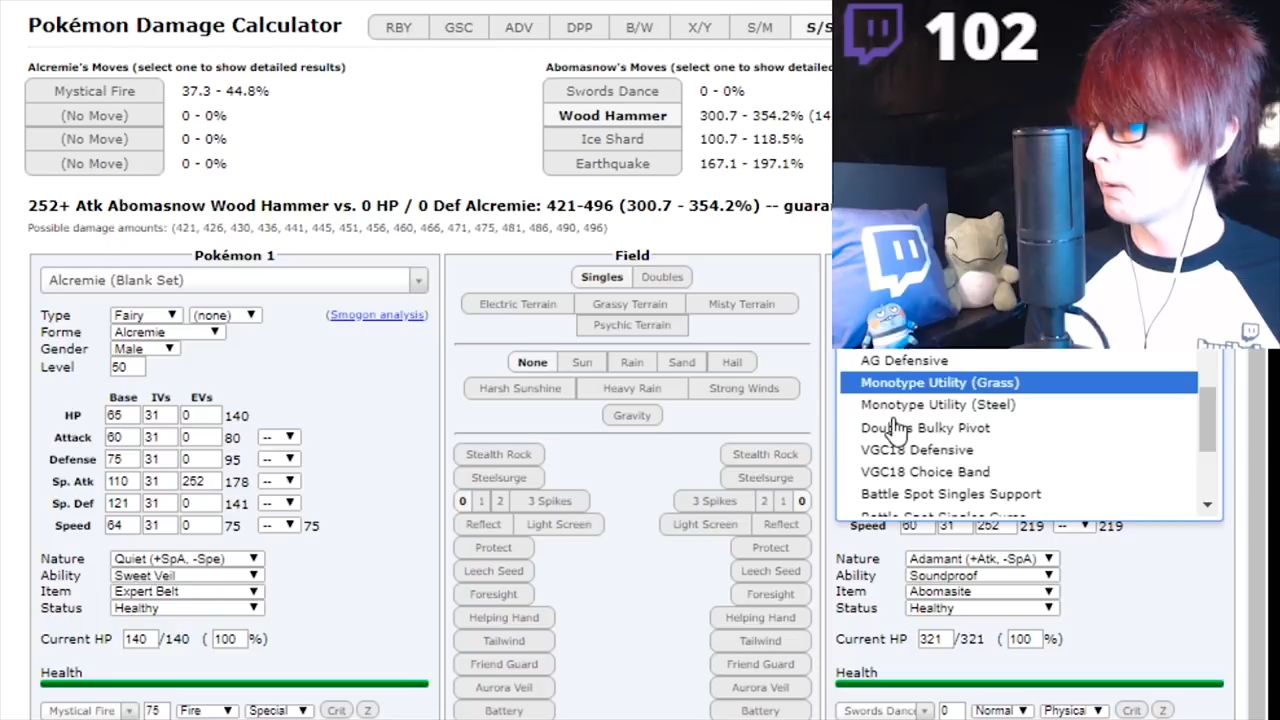 Pokémon Damage Calculator
RBY GSC ADV DPP B/W X/Y S/M S/S
102
Alcremie's Moves (select one to show detailed results)
Mystical Fire 37.3 - 44.8%
(No Move) 0 - 0%
(No Move) 0 - 0%
(No Move) 0 - 0%
Abomasnow's Moves (select one to show detailed
Swords Dance 0 - 0%
Wood Hammer 300.7 - 354.2% (14
Ice Shard 100.7 - 118.5%
Earthquake 167.1 - 197.1%
252+ Atk Abomasnow Wood Hammer vs. 0 HP / 0 Def Alcremie: 421-496 (300.7 - 354.2%) -- guara
Possible damage amounts: (421, 426, 430, 436, 441, 445, 451, 456, 460, 466, 471, 475, 481, 486, 490, 496)
Pokémon 1
Alcremie (Blank Set)
Type Fairy (none) (Smogon analysis)
Forme Alcremie
Gender Male
Level 50
Base IVs EVs
HP 65 31 0 140
Attack 60 31 0 80 --
Defense 75 31 0 95 --
Sp. Atk 110 31 252 178 --
Sp. Def 121 31 0 141 --
Speed 64 31 0 75 -- 75
Nature Quiet (+SpA, -Spe)
Ability Sweet Veil
Item Expert Belt
Status Healthy
Current HP 140 /140 ( 100 %)
Health
Mystical Fire 75 Fire Special Crit Z
Field
Singles Doubles
Electric Terrain Grassy Terrain Misty Terrain
Psychic Terrain
None Sun Rain Sand Hail
Harsh Sunshine Heavy Rain Strong Winds
Gravity
Stealth Rock Stealth Rock
Steelsurge Steelsurge
0 1 2 3 Spikes 3 Spikes 2 1 0
Reflect Light Screen Light Screen Reflect
Protect Protect
Leech Seed Leech Seed
Foresight Foresight
Helping Hand Helping Hand
Tailwind Tailwind
Friend Guard Friend Guard
Aurora Veil Aurora Veil
Battery Battery
AG Defensive
Monotype Utility (Grass)
Monotype Utility (Steel)
Doubles Bulky Pivot
VGC18 Defensive
VGC18 Choice Band
Battle Spot Singles Support
Battle Spot Singles Curse
Speed 60 31 252 219 -- 219
Nature Adamant (+Atk, -SpA)
Ability Soundproof
Item Abomasite
Status Healthy
Current HP 321 /321 ( 100 %)
Health
Swords Dance 0 Normal Physical Crit Z